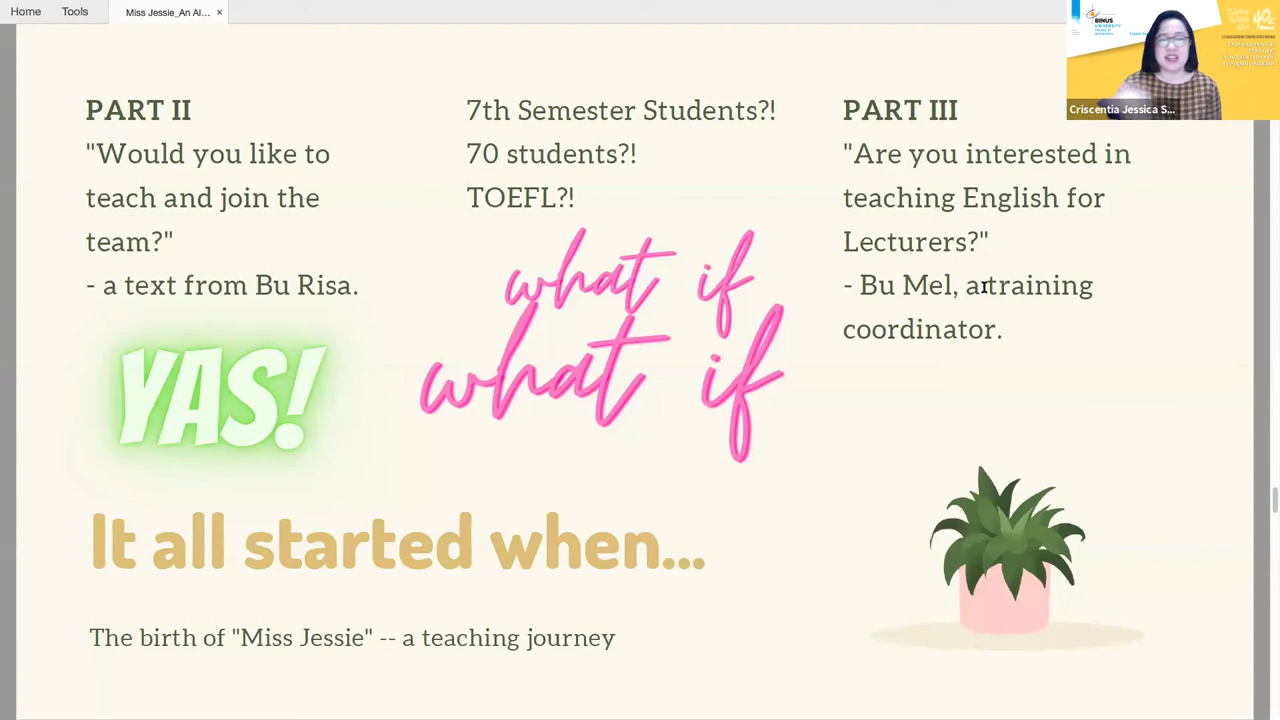 Home
Tools
Miss Jessie_An Al...
×
BINUS
UNIVERSITY
Faculty of
Humanities
Criscentia Jessica S...
PART II
"Would you like to
teach and join the
team?"
- a text from Bu Risa.
YAS!
7th Semester Students?!
70 students?!
TOEFL?!
what if
what if
PART III
"Are you interested in
teaching English for
Lecturers?"
- Bu Mel, a training
coordinator.
It all started when...
The birth of "Miss Jessie" -- a teaching journey